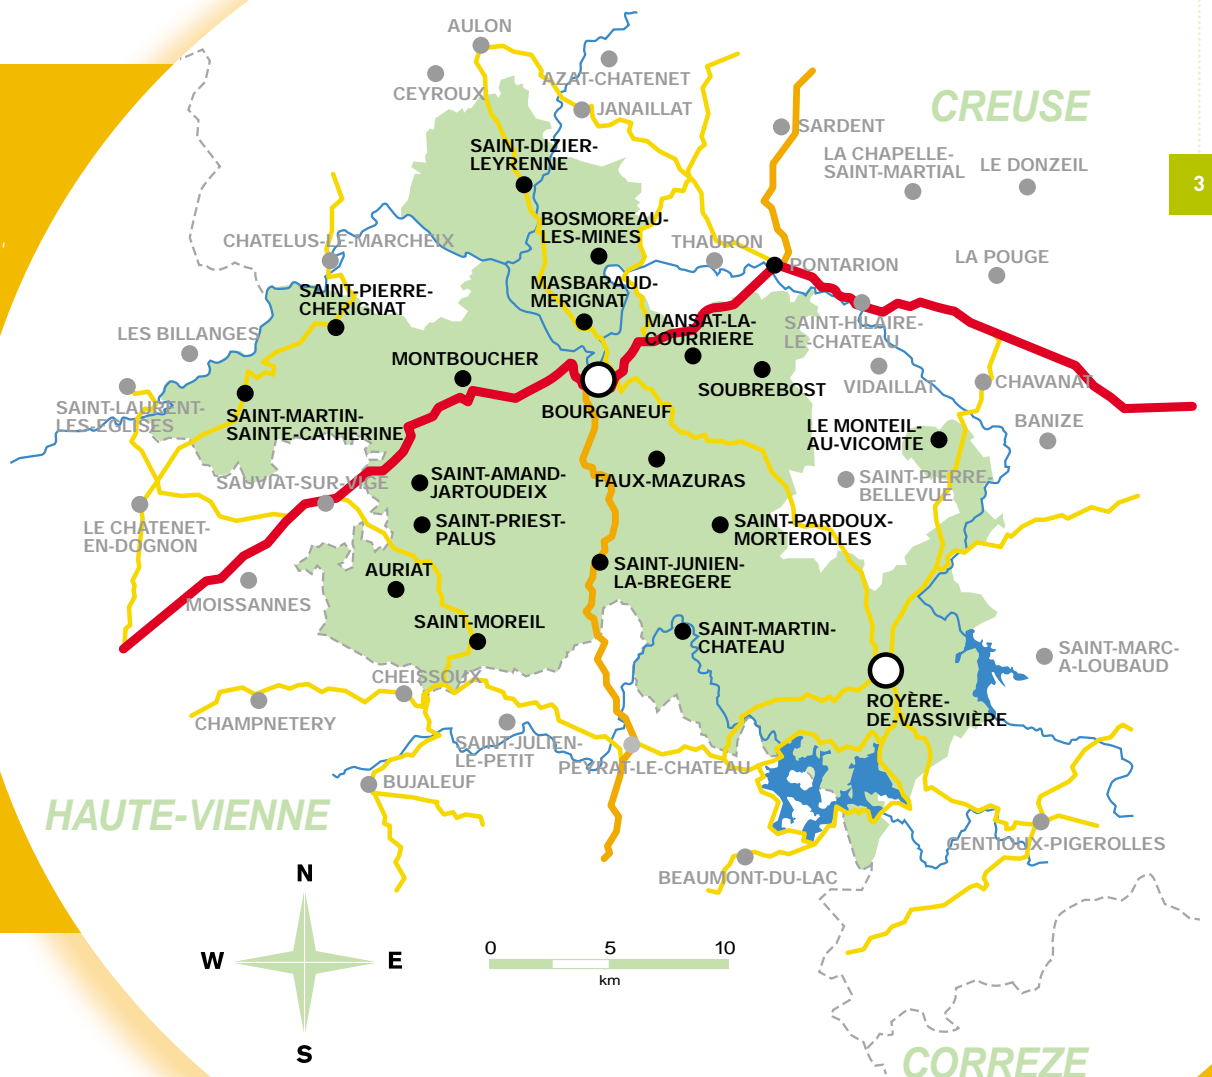 AULON
AZAT-CHATENET
CEYROUX
JANAILLAT
CREUSE
SARDENT
SAINT-DIZIER-
LEYRENNE
LA CHAPELLE-
SAINT-MARTIAL
LE DONZEIL
3
BOSMOREAU-
LES-MINES
CHATELUS-LE-MARCHEIX
THAURON
PONTARION
LA POUGE
SAINT-PIERRE-
CHERIGNAT
MASBARAUD-
MERIGNAT
MANSAT-LA-
COURRIERE
SAINT-HILAIRE-
LE-CHATEAU
LES BILLANGES
MONTBOUCHER
SOUBREBOST
VIDAILLAT
CHAVANAT
SAINT-LAURENT-
LES-EGLISES
SAINT-MARTIN-
SAINTE-CATHERINE
BOURGANEUF
LE MONTEIL-
AU-VICOMTE
BANIZE
SAUVIAT-SUR-VIGE
SAINT-AMAND-
JARTOUDEIX
FAUX-MAZURAS
SAINT-PIERRE-
BELLEVUE
LE CHATENET-
EN-DOGNON
SAINT-PRIEST-
PALUS
SAINT-PARDOUX-
MORTEROLLES
AURIAT
SAINT-JUNIEN-
LA-BREGERE
MOISSANNES
SAINT-MOREIL
SAINT-MARTIN-
CHATEAU
SAINT-MARC-
A-LOUBAUD
CHEISSOUX
ROYÈRE-
DE-VASSIVIÈRE
CHAMPNETERY
SAINT-JULIEN-
LE-PETIT
PEYRAT-LE-CHATEAU
BUJALEUF
HAUTE-VIENNE
GENTIOUX-PIGEROLLES
BEAUMONT-DU-LAC
N
W
E
S
0 5 10
km
CORREZE